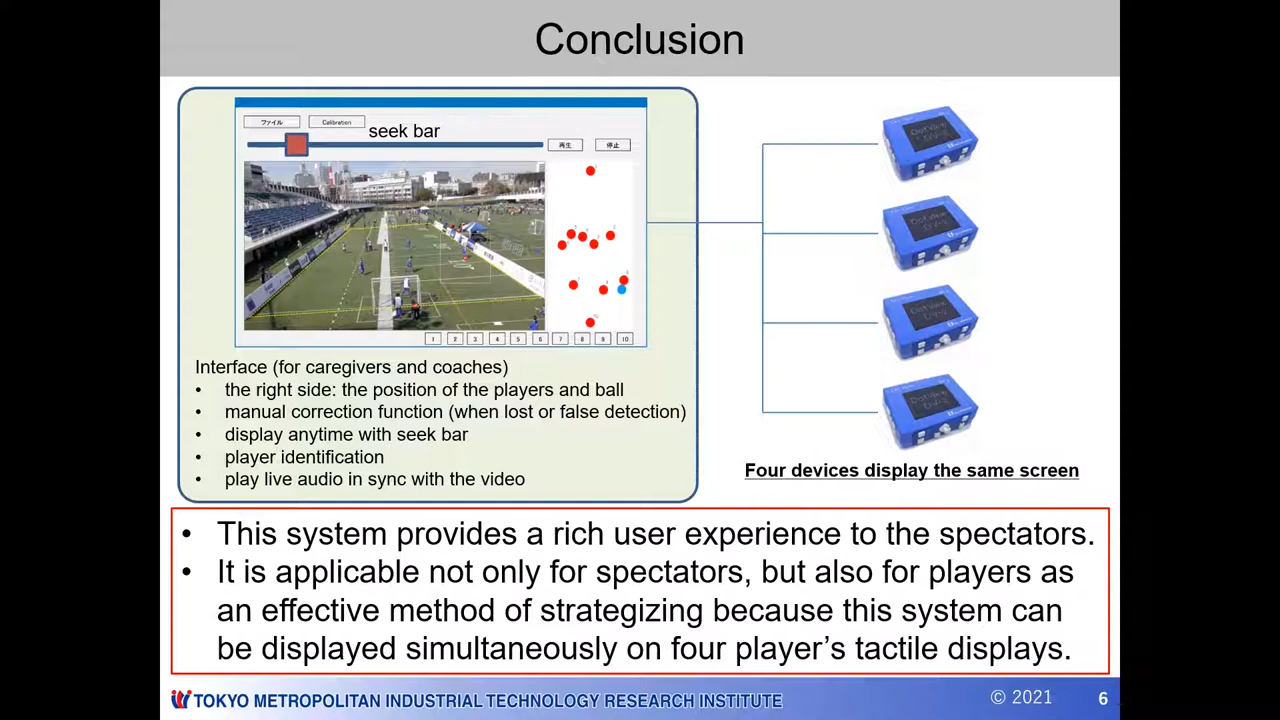 Conclusion
ファイル
Calibration
seek bar
再生
停止
1 2 3 4 5 6 7 8 9 10
Interface (for caregivers and coaches)
• the right side: the position of the players and ball
• manual correction function (when lost or false detection)
• display anytime with seek bar
• player identification
• play live audio in sync with the video
Four devices display the same screen
• This system provides a rich user experience to the spectators.
• It is applicable not only for spectators, but also for players as
an effective method of strategizing because this system can
be displayed simultaneously on four player’s tactile displays.
TOKYO METROPOLITAN INDUSTRIAL TECHNOLOGY RESEARCH INSTITUTE
© 2021
6